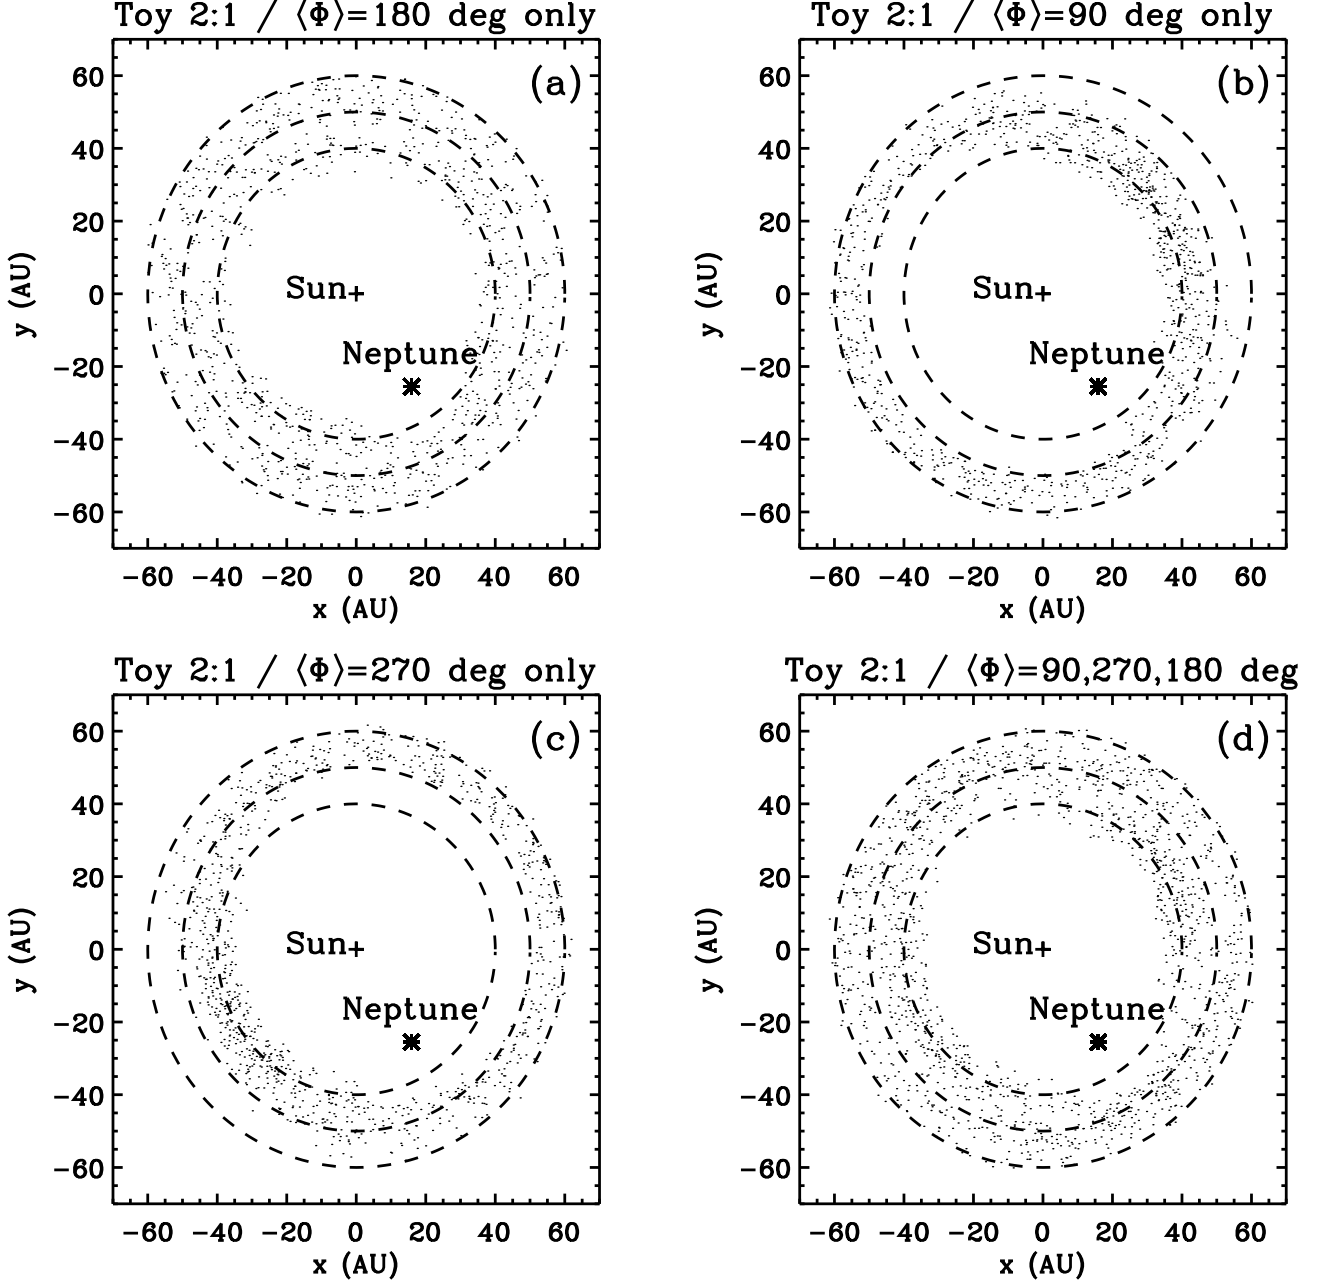 Toy 2:1 / ⟨Φ⟩=180 deg only
(a)
60
40
20
0
−20
−40
−60
y (AU)
Sun+
Neptune
−60 −40 −20 0 20 40 60
x (AU)
Toy 2:1 / ⟨Φ⟩=90 deg only
(b)
60
40
20
0
−20
−40
−60
y (AU)
Sun+
Neptune
−60 −40 −20 0 20 40 60
x (AU)
Toy 2:1 / ⟨Φ⟩=270 deg only
(c)
60
40
20
0
−20
−40
−60
y (AU)
Sun+
Neptune
−60 −40 −20 0 20 40 60
x (AU)
Toy 2:1 / ⟨Φ⟩=90,270,180 deg
(d)
60
40
20
0
−20
−40
−60
y (AU)
Sun+
Neptune
−60 −40 −20 0 20 40 60
x (AU)